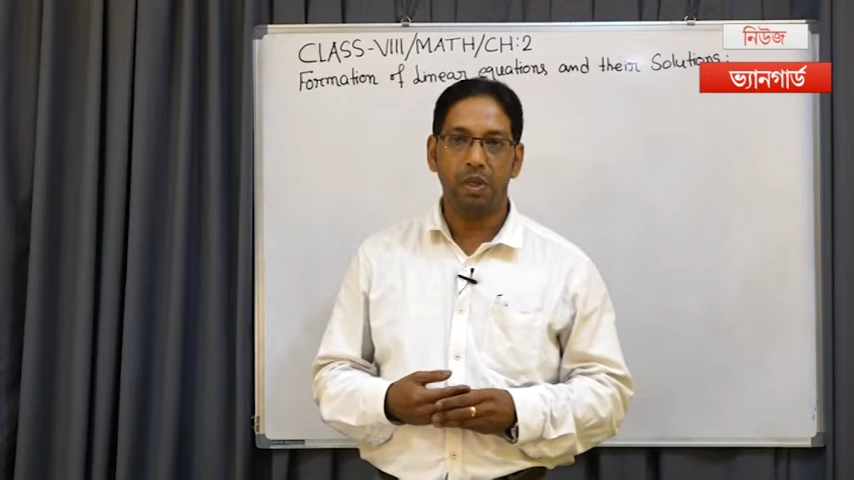 CLASS-VIII/MATH/CH:2
Formation of Linear equations and their Solutions:
নিউজ
ভ্যানগার্ড